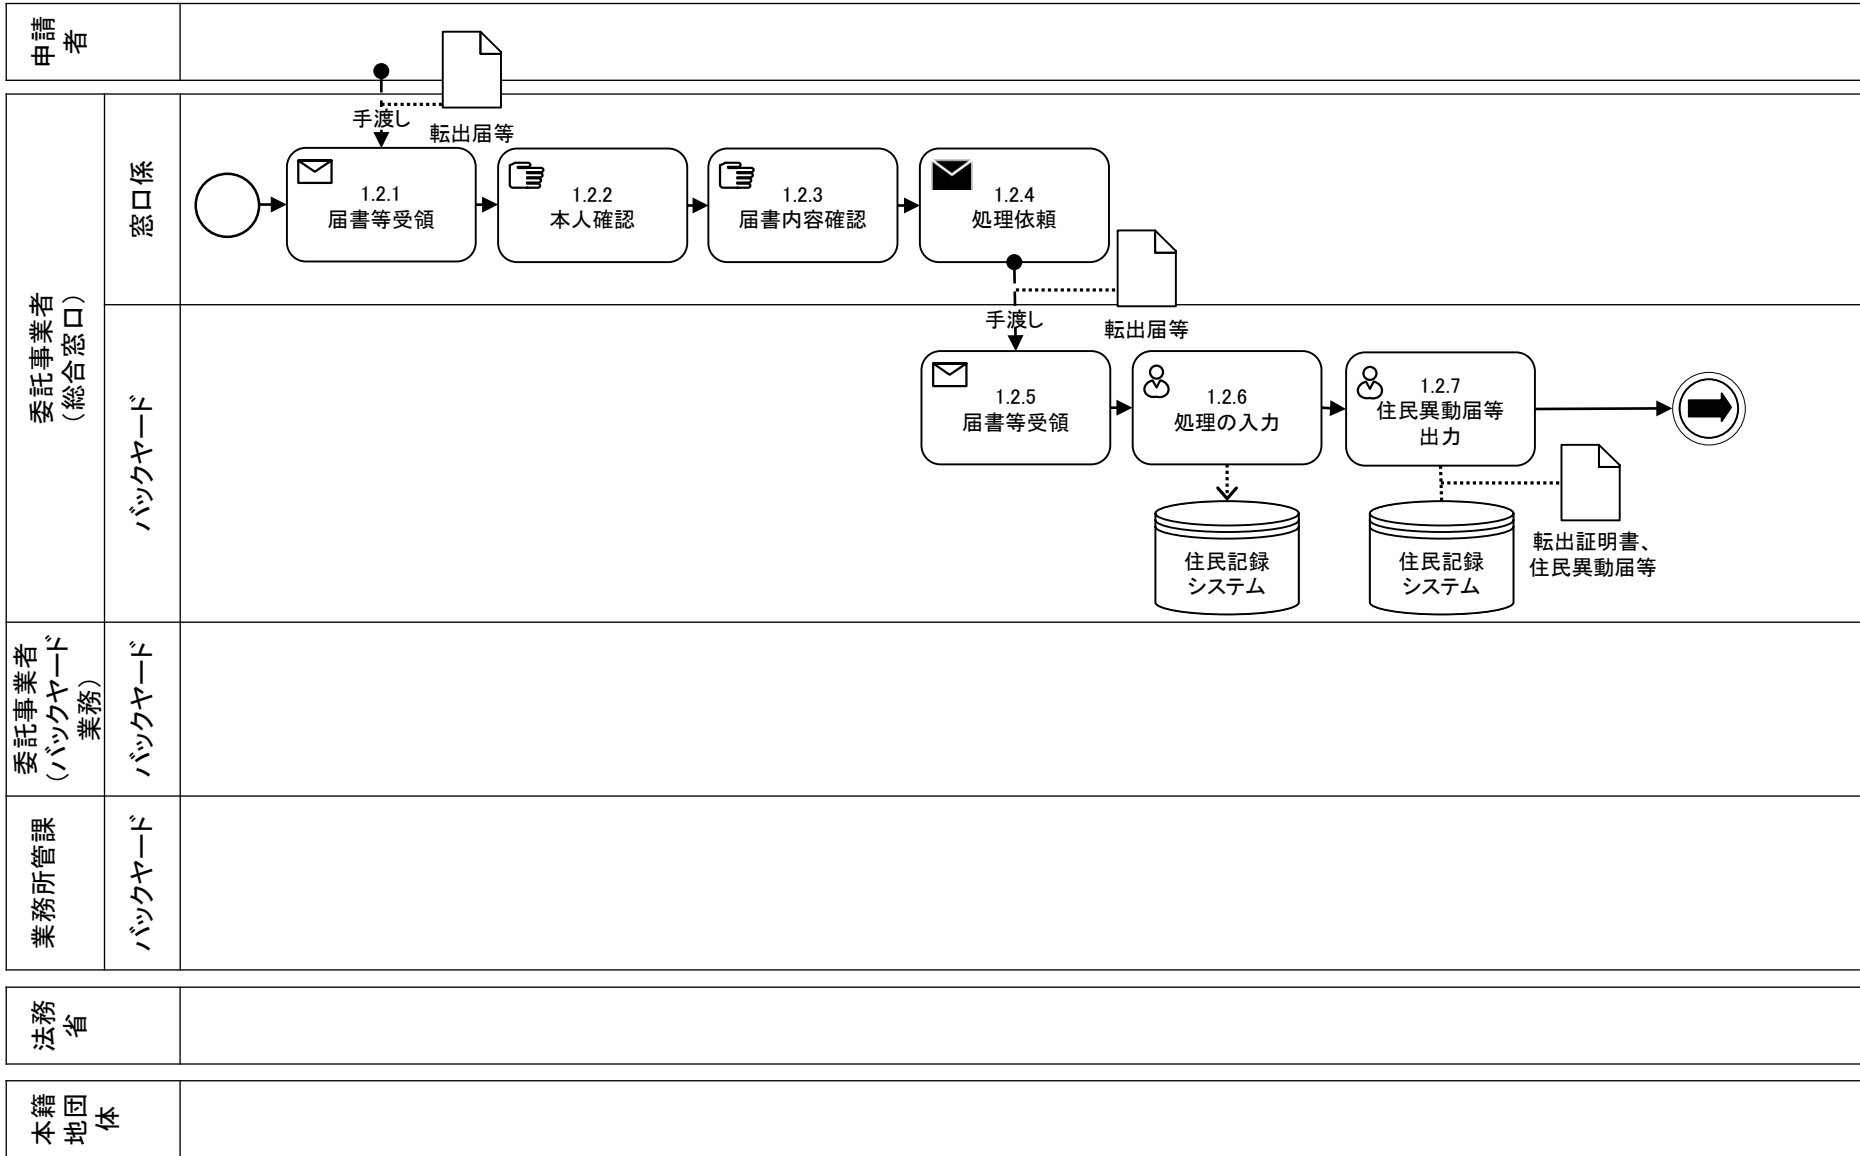 申請
者
手渡し
転出届等
委託事業者
（総合窓口）
窓口係
1.2.1
届書等受領
1.2.2
本人確認
1.2.3
届書内容確認
1.2.4
処理依頼
手渡し
転出届等
バックヤード
1.2.5
届書等受領
1.2.6
処理の入力
1.2.7
住民異動届等
出力
住民記録
システム
住民記録
システム
転出証明書、
住民異動届等
委託事業者
（バックヤード
業務）
バックヤード
業務所管課
バックヤード
法務
省
本籍
地団
体